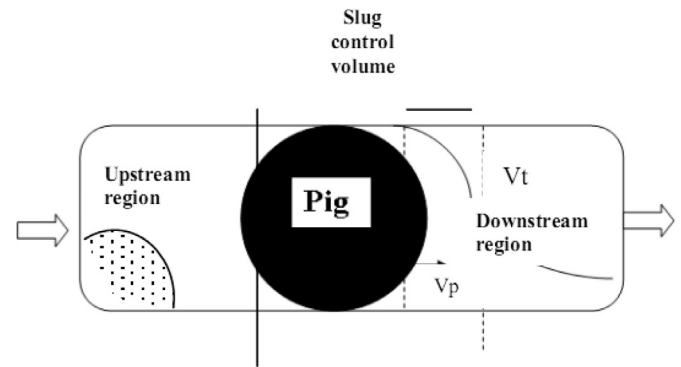 Slug
control
volume
Upstream
region
Pig
Vt
Downstream
region
Vp